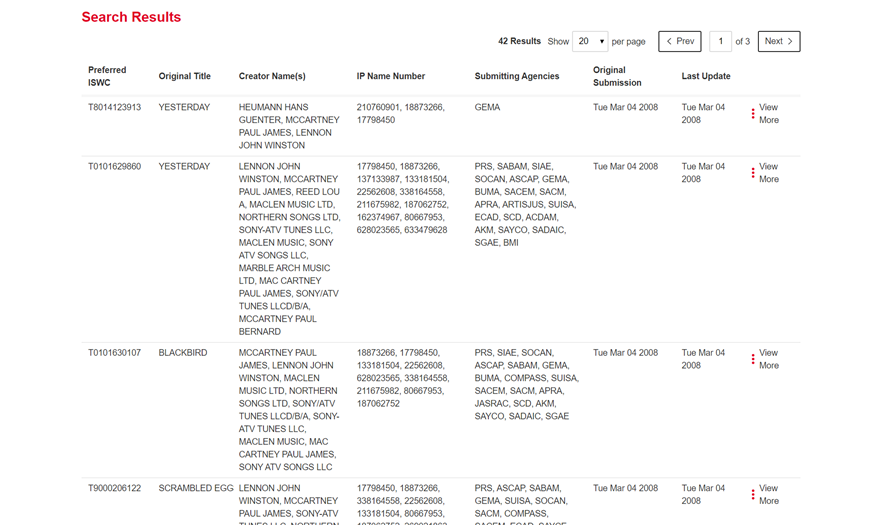 Search Results
42 Results Show 20 per page Prev 1 of 3 Next
Preferred ISWC
Original Title
Creator Name(s)
IP Name Number
Submitting Agencies
Original Submission
Last Update
T8014123913
YESTERDAY
HEUMANN HANS
GUENTER, MCCARTNEY
PAUL JAMES, LENNON
JOHN WINSTON
210760901, 18873266,
17798450
GEMA
Tue Mar 04 2008
Tue Mar 04
2008
View
More
T0101629860
YESTERDAY
LENNON JOHN
WINSTON, MCCARTNEY
PAUL JAMES, REED LOU
A, MACLEN MUSIC LTD,
NORTHERN SONGS LTD,
SONY-ATV TUNES LLC,
MACLEN MUSIC, SONY
ATV SONGS LLC,
MARBLE ARCH MUSIC
LTD, MAC CARTNEY
PAUL JAMES, SONY/ATV
TUNES LLCD/B/A,
MCCARTNEY PAUL
BERNARD
17798450, 18873266,
137133987, 133181504,
22562608, 338164558,
211675982, 187062752,
162374967, 80667953,
628023565, 633479628
PRS, SABAM, SIAE,
SOCAN, ASCAP, GEMA,
BUMA, SACEM, SACM,
APRA, ARTISJUS, SUISA,
ECAD, SCD, ACDAM,
AKM, SAYCO, SADAIC,
SGAE, BMI
Tue Mar 04 2008
Tue Mar 04
2008
View
More
T0101630107
BLACKBIRD
MCCARTNEY PAUL
JAMES, LENNON JOHN
WINSTON, MACLEN
MUSIC LTD, NORTHERN
SONGS LTD, SONY/ATV
TUNES LLCD/B/A, SONY-
ATV TUNES LLC,
MACLEN MUSIC, MAC
CARTNEY PAUL JAMES,
SONY ATV SONGS LLC
18873266, 17798450,
133181504, 22562608,
628023565, 338164558,
211675982, 80667953,
187062752
PRS, SIAE, SOCAN,
ASCAP, SABAM, GEMA,
BUMA, COMPASS, SUISA,
SACEM, SACM, APRA,
JASRAC, SCD, AKM,
SAYCO, SADAIC, SGAE
Tue Mar 04 2008
Tue Mar 04
2008
View
More
T9000206122
SCRAMBLED EGG
LENNON JOHN
WINSTON, MCCARTNEY
PAUL JAMES, SONY-ATV
TUNES LLC, NORTHERN
17798450, 18873266,
338164558, 22562608,
133181504, 80667953,
PRS, ASCAP, SABAM,
GEMA, SUISA, SOCAN,
SACM, COMPASS,
Tue Mar 04 2008
Tue Mar 04
2008
View
More